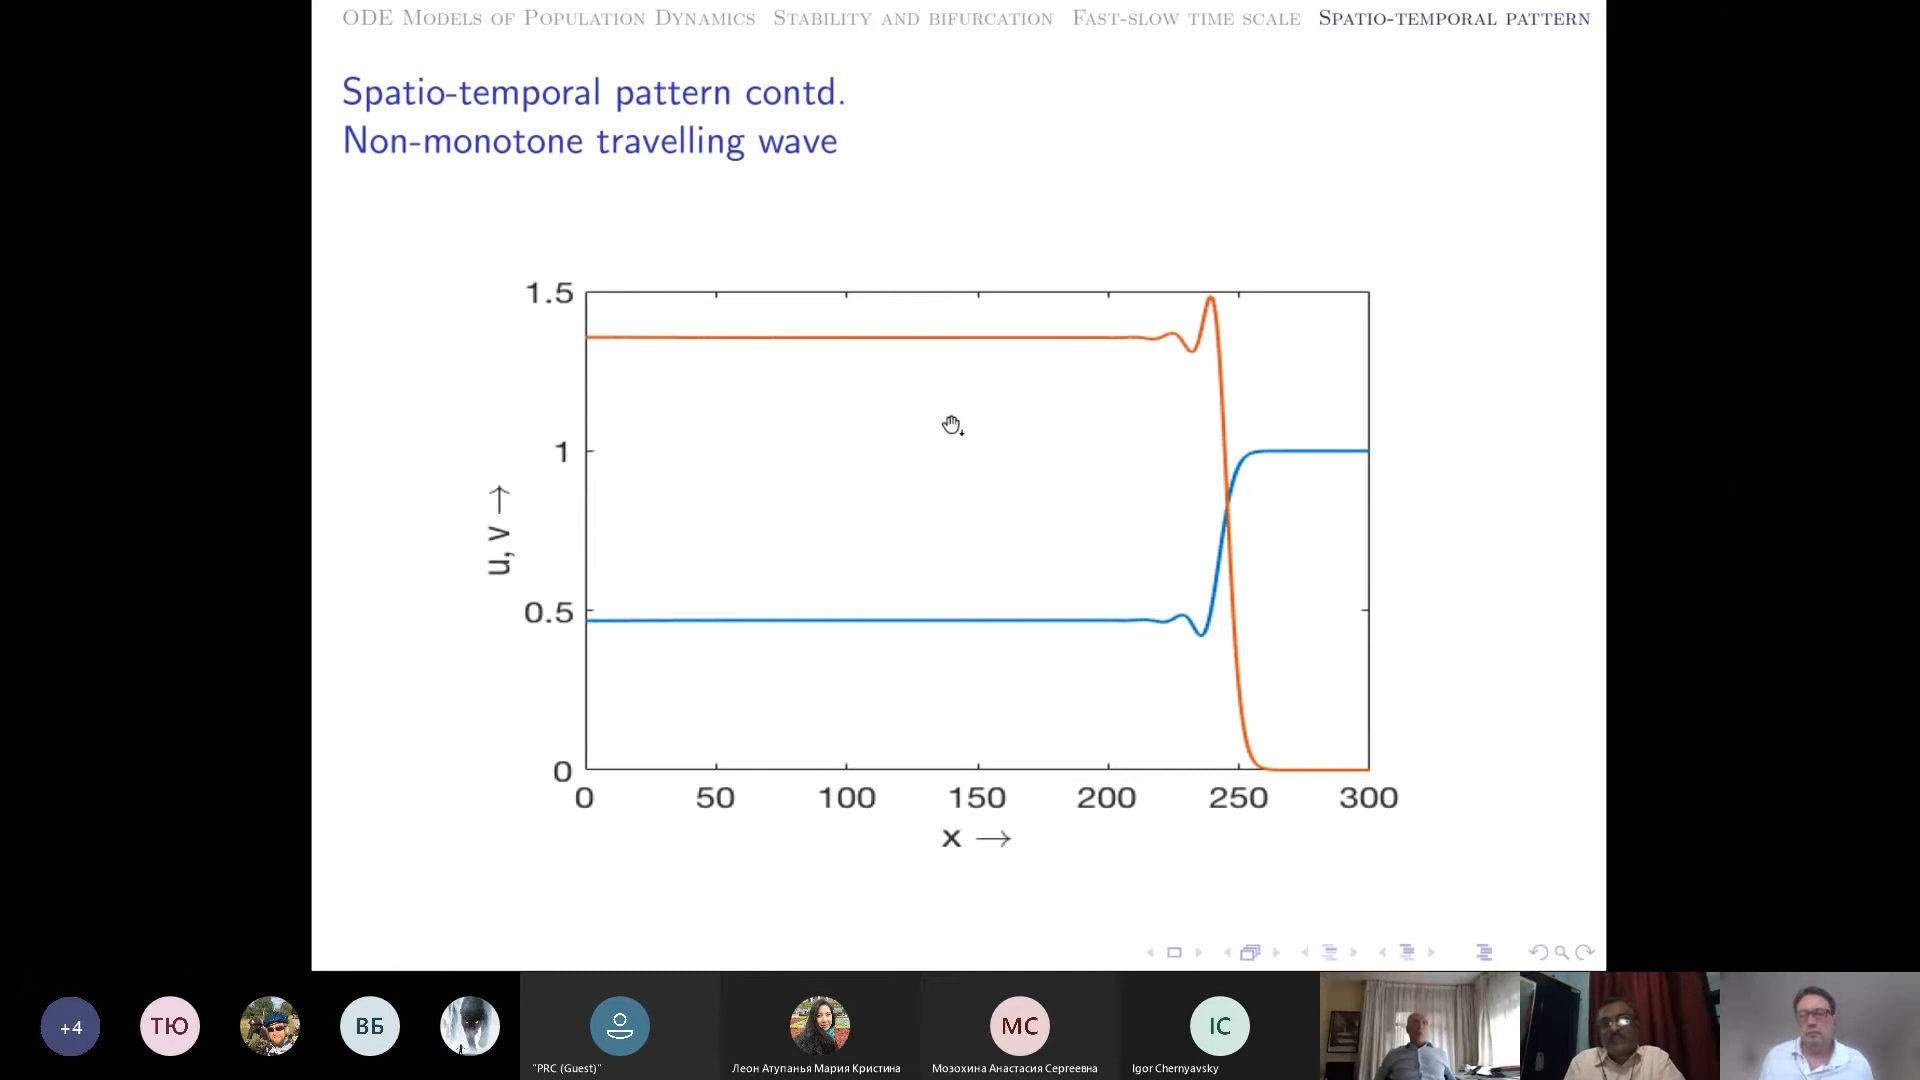 ODE Models of Population Dynamics Stability and bifurcation Fast-slow time scale Spatio-temporal pattern
Spatio-temporal pattern contd.
Non-monotone travelling wave
1.5
1
0.5
0
u, v →
0 50 100 150 200 250 300
x →
+4
ТЮ
ВБ
МС
IC
"PRC (Guest)"
Леон Атупанья Мария Кристина
Мозохина Анастасия Сергеевна
Igor Chernyavsky